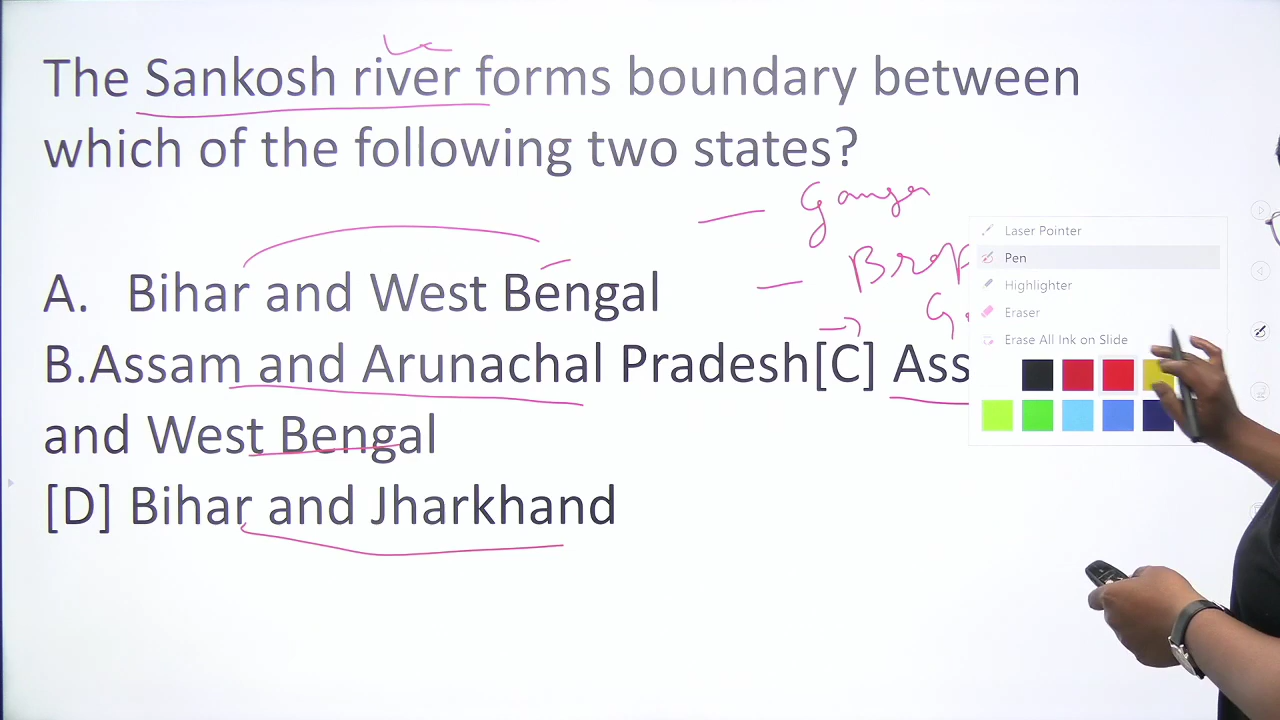 The Sankosh river forms boundary between
which of the following two states?
Ganga
A. Bihar and West Bengal
B.Assam and Arunachal Pradesh[C] Ass
and West Bengal
[D] Bihar and Jharkhand
Laser Pointer
Pen
Highlighter
Eraser
Erase All Ink on Slide